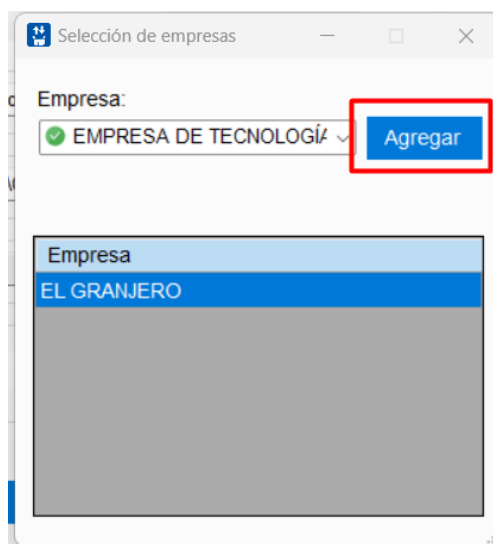 Selección de empresas
Empresa:
EMPRESA DE TECNOLOGÍA
Agregar
Empresa
EL GRANJERO